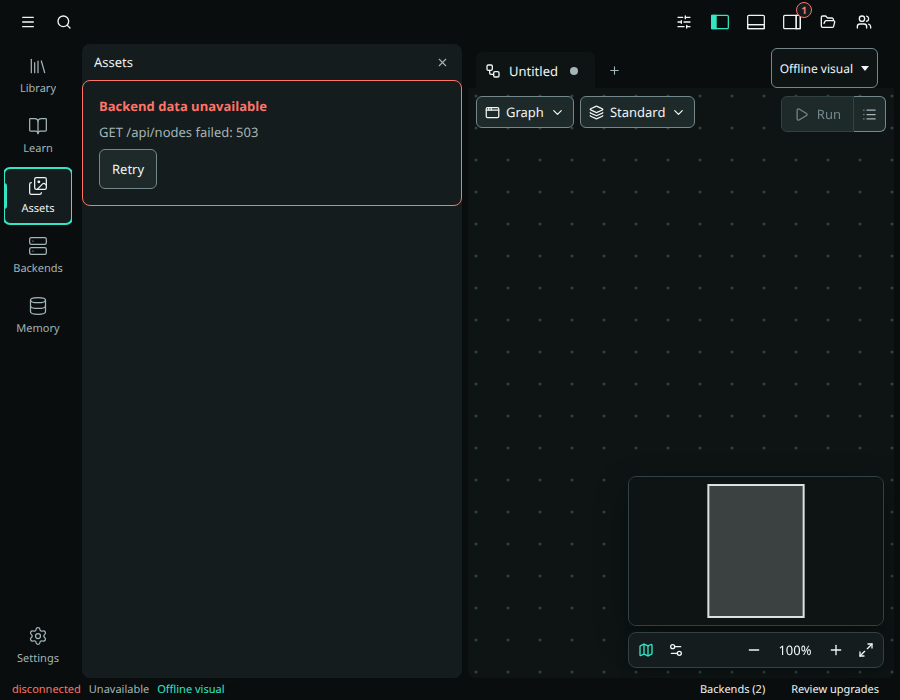 1
Library
Learn
Assets
Backends
Memory
Settings
Assets
Backend data unavailable
GET /api/nodes failed: 503
Retry
Untitled
Offline visual
Graph
Standard
Run
100%
disconnected Unavailable Offline visual
Backends (2) Review upgrades